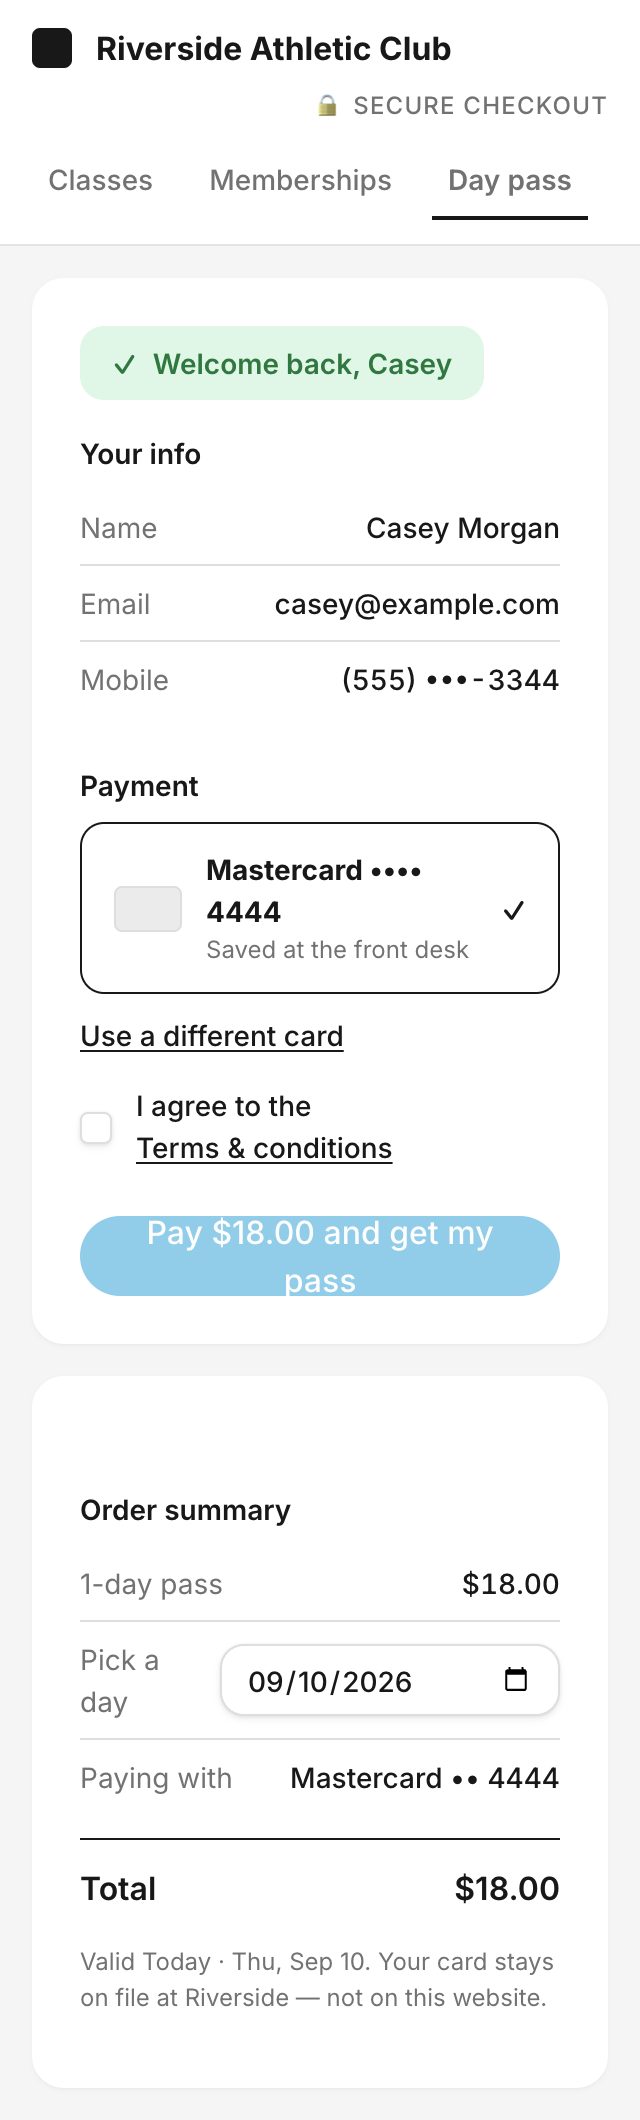 Riverside Athletic Club
🔒 SECURE CHECKOUT
Classes Memberships Day pass
✓ Welcome back, Casey
Your info
Name Casey Morgan
Email casey@example.com
Mobile (555) •••-3344
Payment
Mastercard ••••
4444
Saved at the front desk
Use a different card
I agree to the
Terms & conditions
Pay $18.00 and get my
pass
Order summary
1-day pass $18.00
Pick a
day
09/10/2026
Paying with Mastercard •• 4444
Total $18.00
Valid Today · Thu, Sep 10. Your card stays
on file at Riverside — not on this website.